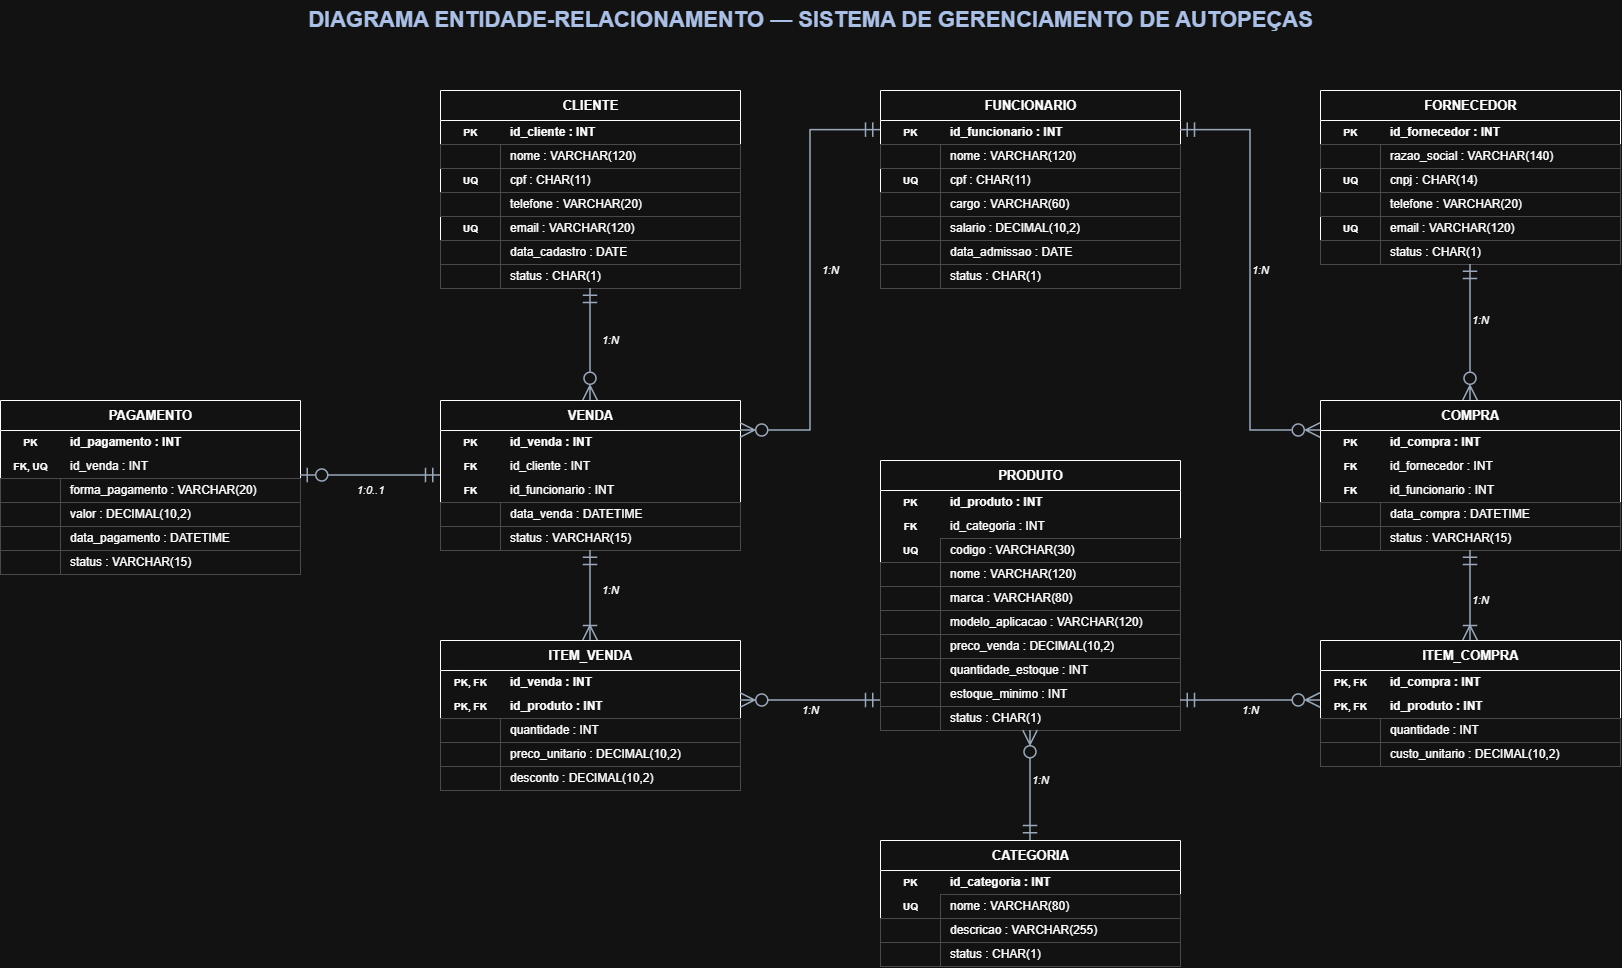 DIAGRAMA ENTIDADE-RELACIONAMENTO — SISTEMA DE GERENCIAMENTO DE AUTOPEÇAS
CLIENTE
PK id_cliente : INT
nome : VARCHAR(120)
UQ cpf : CHAR(11)
telefone : VARCHAR(20)
UQ email : VARCHAR(120)
data_cadastro : DATE
status : CHAR(1)
FUNCIONARIO
PK id_funcionario : INT
nome : VARCHAR(120)
UQ cpf : CHAR(11)
cargo : VARCHAR(60)
salario : DECIMAL(10,2)
data_admissao : DATE
status : CHAR(1)
FORNECEDOR
PK id_fornecedor : INT
razao_social : VARCHAR(140)
UQ cnpj : CHAR(14)
telefone : VARCHAR(20)
UQ email : VARCHAR(120)
status : CHAR(1)
1:N
1:N
1:N
1:N
PAGAMENTO
PK id_pagamento : INT
FK, UQ id_venda : INT
forma_pagamento : VARCHAR(20)
valor : DECIMAL(10,2)
data_pagamento : DATETIME
status : VARCHAR(15)
1:0..1
VENDA
PK id_venda : INT
FK id_cliente : INT
FK id_funcionario : INT
data_venda : DATETIME
status : VARCHAR(15)
PRODUTO
PK id_produto : INT
FK id_categoria : INT
UQ codigo : VARCHAR(30)
nome : VARCHAR(120)
marca : VARCHAR(80)
modelo_aplicacao : VARCHAR(120)
preco_venda : DECIMAL(10,2)
quantidade_estoque : INT
estoque_minimo : INT
status : CHAR(1)
COMPRA
PK id_compra : INT
FK id_fornecedor : INT
FK id_funcionario : INT
data_compra : DATETIME
status : VARCHAR(15)
1:N
1:N
ITEM_VENDA
PK, FK id_venda : INT
PK, FK id_produto : INT
quantidade : INT
preco_unitario : DECIMAL(10,2)
desconto : DECIMAL(10,2)
1:N
1:N
ITEM_COMPRA
PK, FK id_compra : INT
PK, FK id_produto : INT
quantidade : INT
custo_unitario : DECIMAL(10,2)
1:N
CATEGORIA
PK id_categoria : INT
UQ nome : VARCHAR(80)
descricao : VARCHAR(255)
status : CHAR(1)